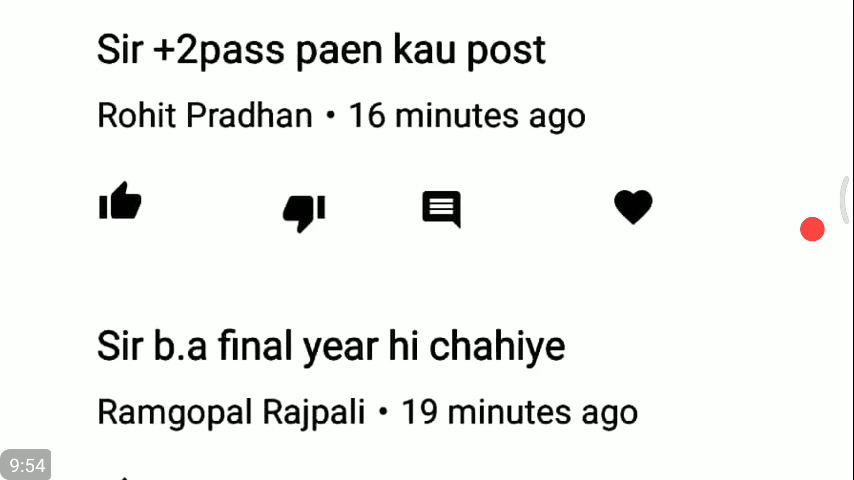 Sir +2pass paen kau post
Rohit Pradhan • 16 minutes ago
Sir b.a final year hi chahiye
Ramgopal Rajpali • 19 minutes ago
9:54